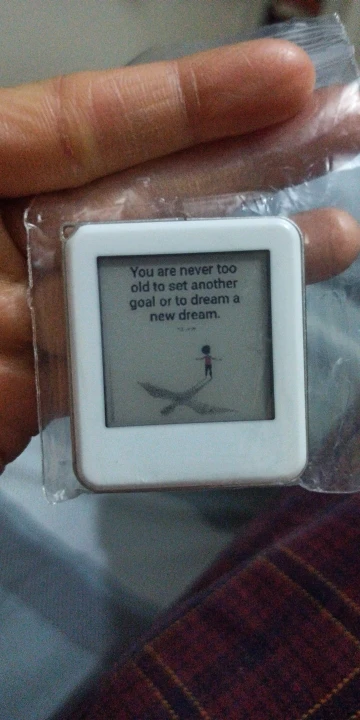 You are never too
old to set another
goal or to dream a
new dream.